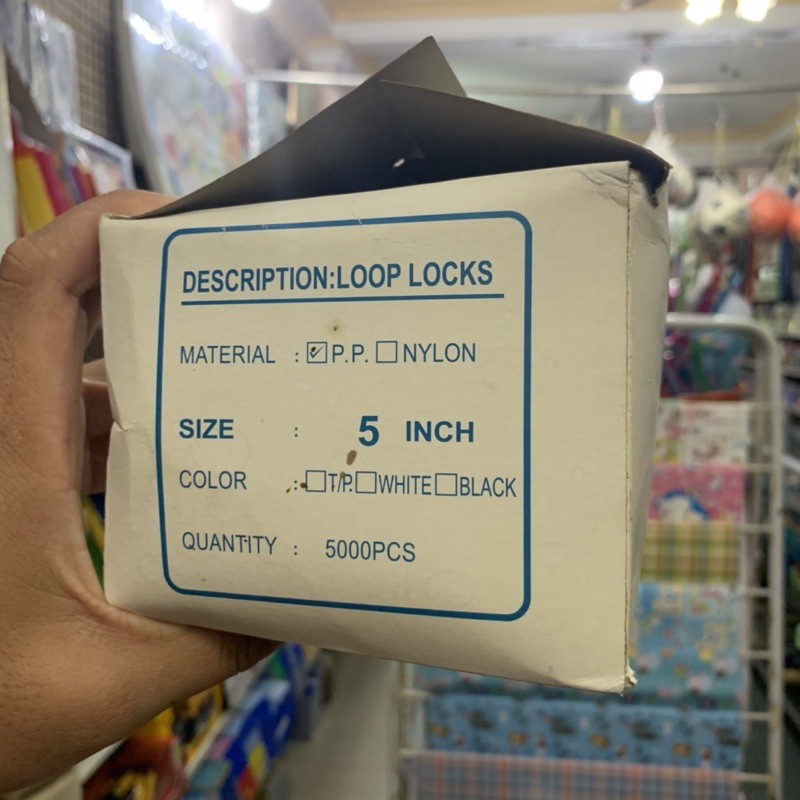 DESCRIPTION:LOOP LOCKS
MATERIAL : ☑P.P. ☐NYLON
SIZE : 5 INCH
COLOR : ☐T/P. ☐WHITE ☐BLACK
QUANTITY : 5000PCS